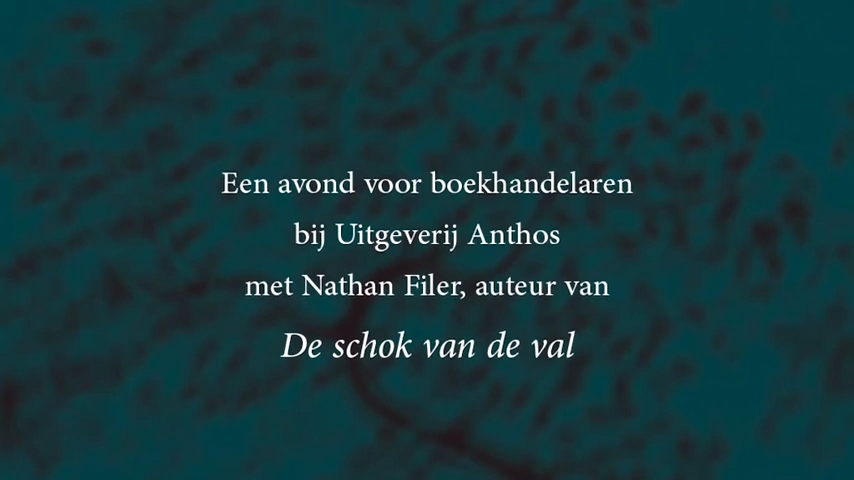 Een avond voor boekhandelaren
bij Uitgeverij Anthos
met Nathan Filer, auteur van
De schok van de val